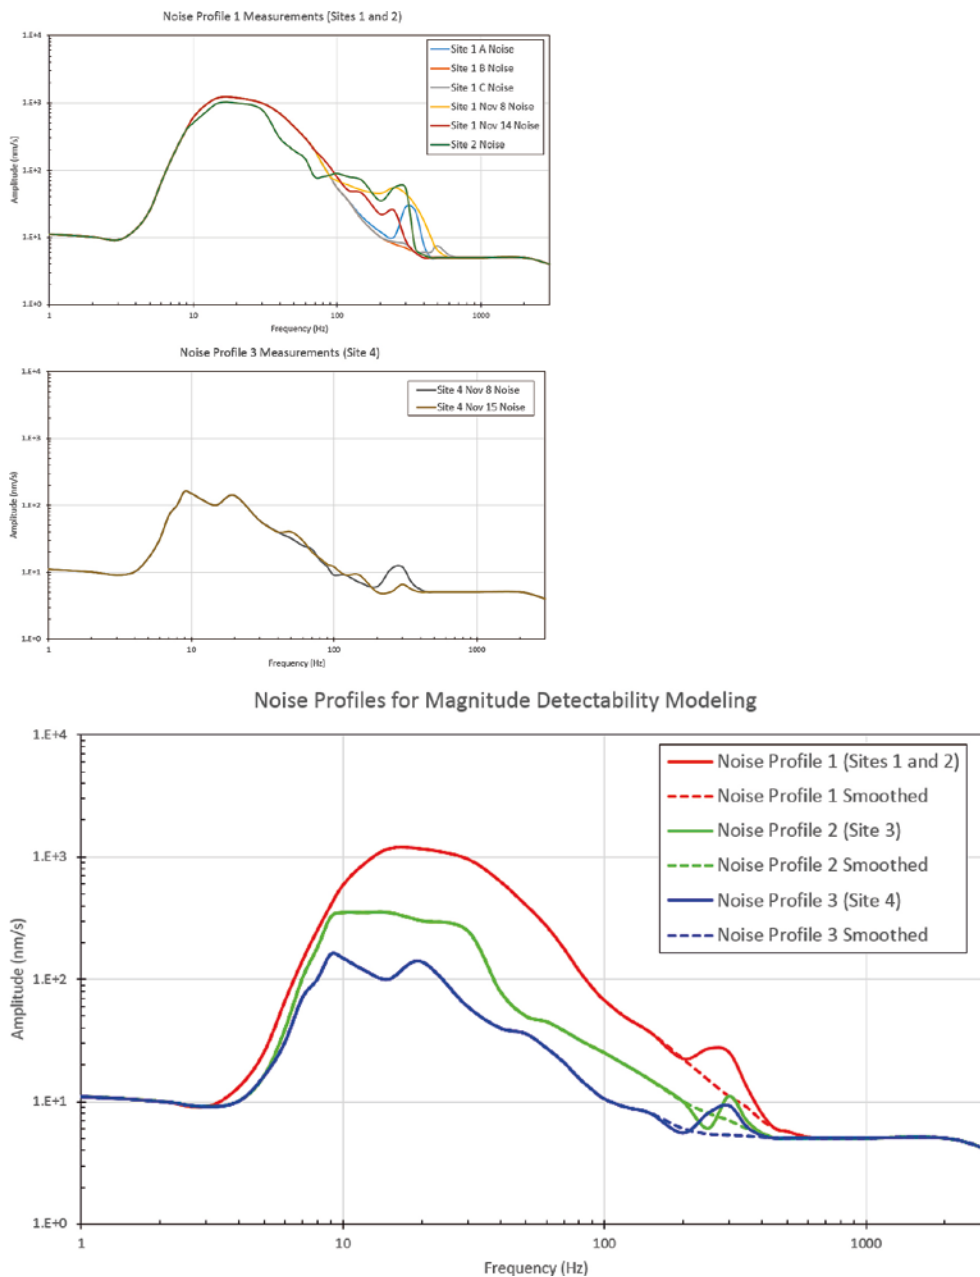 Noise Profile 1 Measurements (Sites 1 and 2)
1.E+4
1.E+3
1.E+2
1.E+1
1.E+0
Amplitude (nm/s)
Site 1 A Noise
Site 1 B Noise
Site 1 C Noise
Site 1 Nov 8 Noise
Site 1 Nov 14 Noise
Site 2 Noise
1 10 100 1000
Frequency (Hz)
Noise Profile 3 Measurements (Site 4)
1.E+4
1.E+3
1.E+2
1.E+1
1.E+0
Amplitude (nm/s)
Site 4 Nov 8 Noise
Site 4 Nov 15 Noise
1 10 100 1000
Frequency (Hz)
Noise Profiles for Magnitude Detectability Modeling
1.E+4
1.E+3
1.E+2
1.E+1
1.E+0
Amplitude (nm/s)
Noise Profile 1 (Sites 1 and 2)
Noise Profile 1 Smoothed
Noise Profile 2 (Site 3)
Noise Profile 2 Smoothed
Noise Profile 3 (Site 4)
Noise Profile 3 Smoothed
1 10 100 1000
Frequency (Hz)